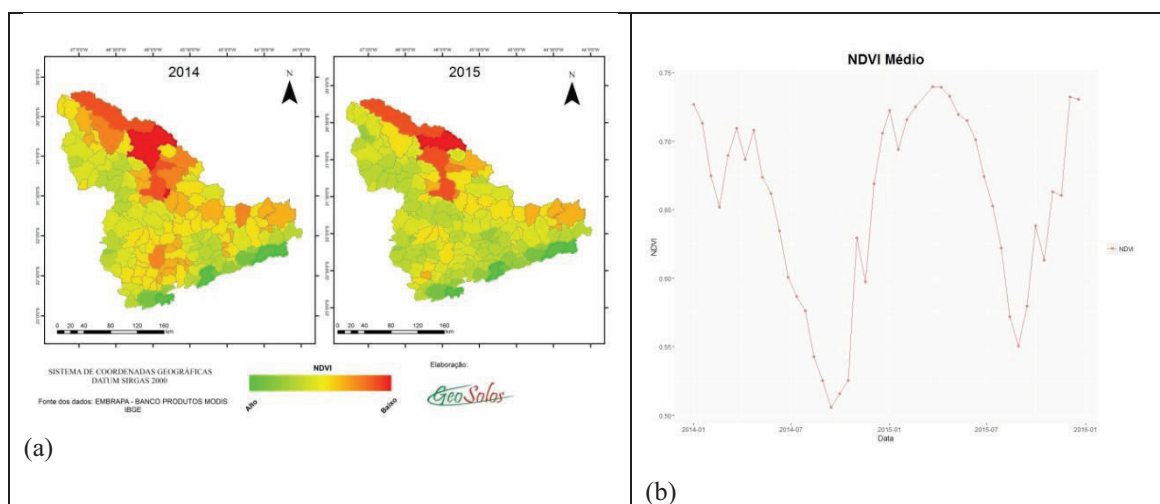 2014
N
0 20 40 80 120 160
km
2015
N
0 20 40 80 120 160
km
SISTEMA DE COORDENADAS GEOGRÁFICAS
DATUM SIRGAS 2000
Fonte dos dados: EMBRAPA - BANCO PRODUTOS MODIS
IBGE
NDVI
Alto
Baixo
Elaboração:
GeoSolos
(a)
NDVI Médio
0.75
0.70
0.65
0.60
0.55
0.50
NDVI
2014-01
2014-07
2015-01
2015-07
2016-01
Data
NDVI
(b)